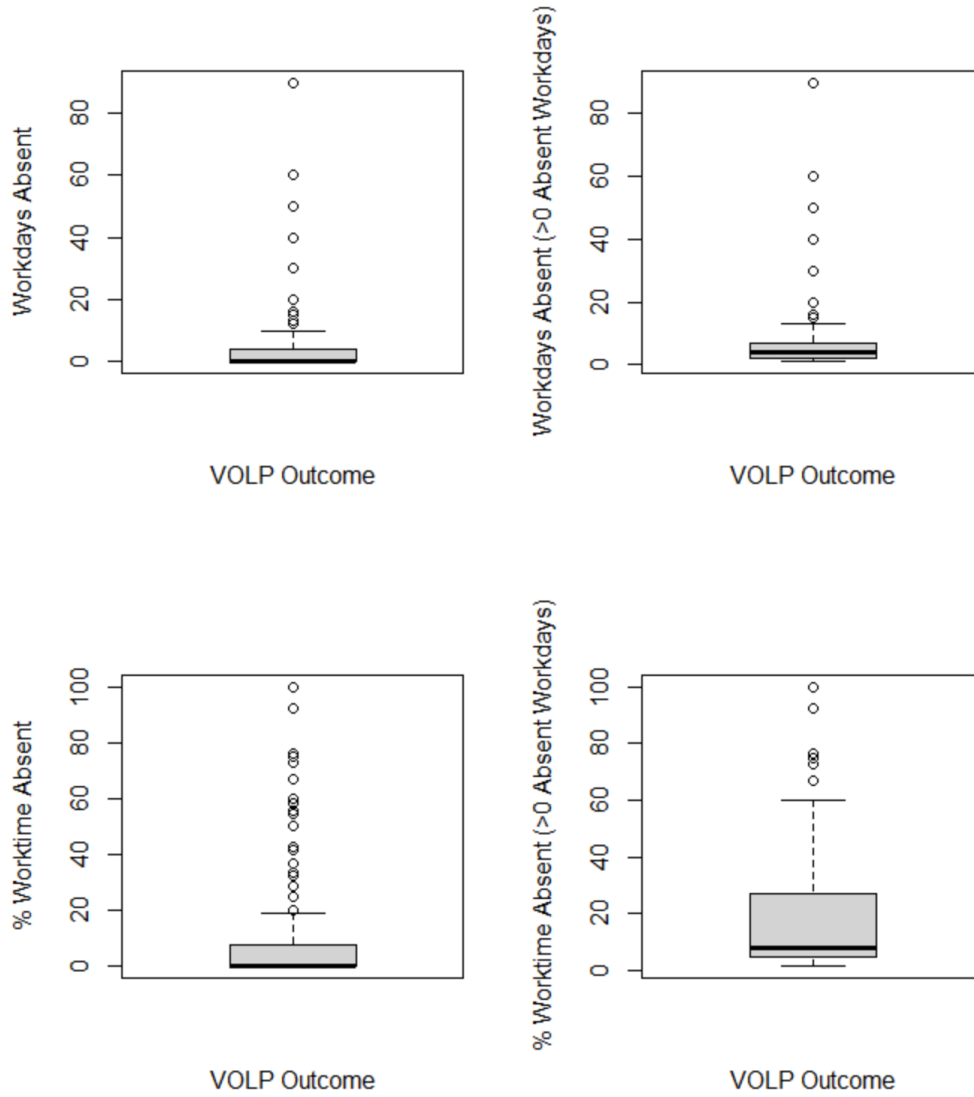 Workdays Absent
80
60
40
20
0
VOLP Outcome
Workdays Absent (>0 Absent Workdays)
80
60
40
20
0
VOLP Outcome
% Worktime Absent
100
80
60
40
20
0
VOLP Outcome
% Worktime Absent (>0 Absent Workdays)
100
80
60
40
20
0
VOLP Outcome